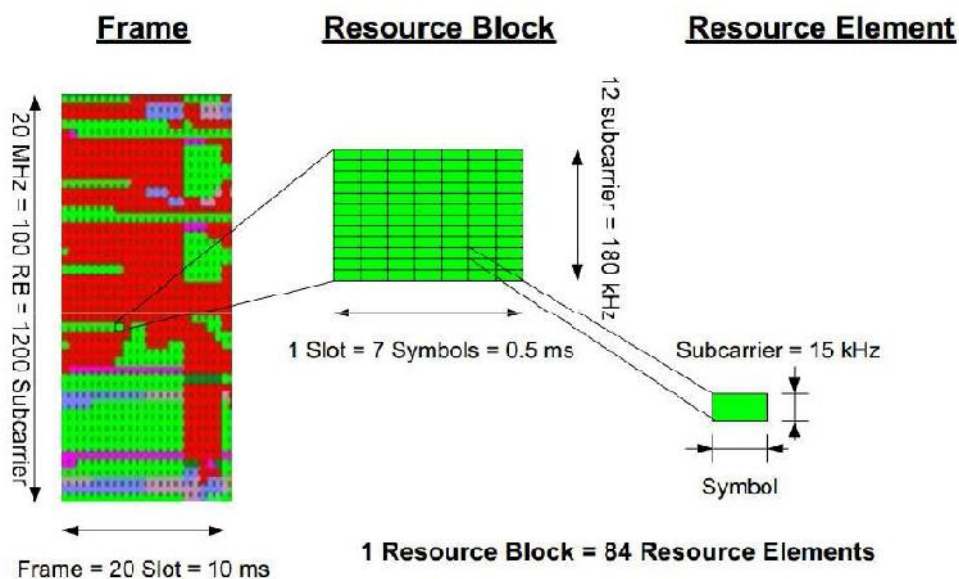 Frame
Resource Block
Resource Element
20 MHz = 100 RB = 1200 Subcarrier
12 subcarrier = 180 kHz
1 Slot = 7 Symbols = 0.5 ms
Subcarrier = 15 kHz
Symbol
Frame = 20 Slot = 10 ms
1 Resource Block = 84 Resource Elements